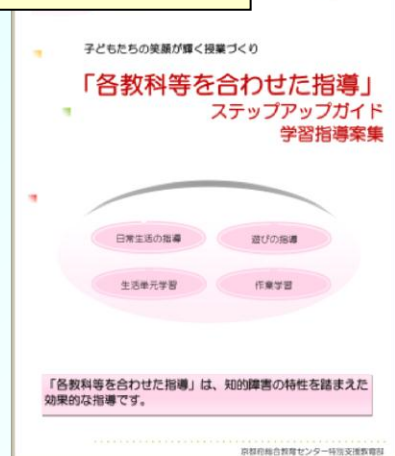 子どもたちの笑顔が輝く授業づくり
「各教科等を合わせた指導」
ステップアップガイド
学習指導案集
日常生活の指導
遊びの指導
生活単元学習
作業学習
「各教科等を合わせた指導」は、知的障害の特性を踏まえた
効果的な指導です。
京都府総合教育センター特別支援教育部